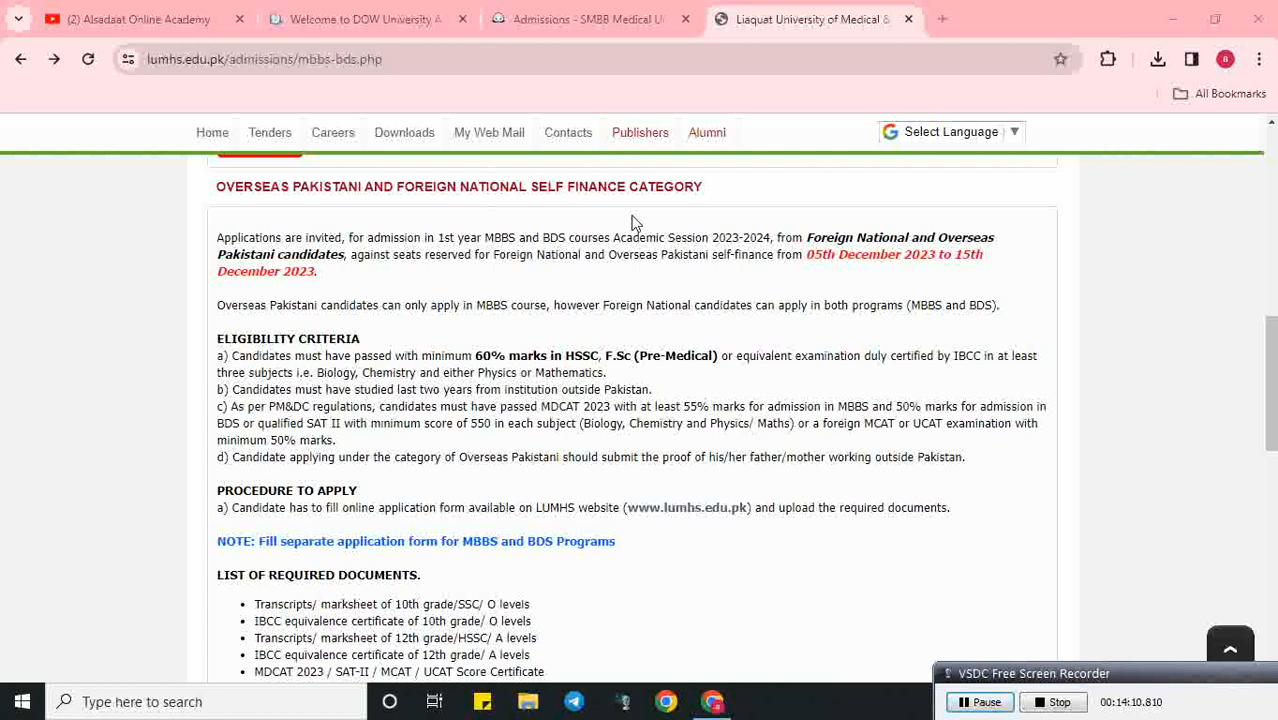 (2) Alsadaat Online Academy
Welcome to DOW University A
Admissions - SMBB Medical U
Liaquat University of Medical &
lumhs.edu.pk/admissions/mbbs-bds.php
8
All Bookmarks
Home Tenders Careers Downloads My Web Mail Contacts Publishers Alumni
G Select Language ▼
OVERSEAS PAKISTANI AND FOREIGN NATIONAL SELF FINANCE CATEGORY
Applications are invited, for admission in 1st year MBBS and BDS courses Academic Session 2023-2024, from Foreign National and Overseas
Pakistani candidates, against seats reserved for Foreign National and Overseas Pakistani self-finance from 05th December 2023 to 15th
December 2023.
Overseas Pakistani candidates can only apply in MBBS course, however Foreign National candidates can apply in both programs (MBBS and BDS).
ELIGIBILITY CRITERIA
a) Candidates must have passed with minimum 60% marks in HSSC, F.Sc (Pre-Medical) or equivalent examination duly certified by IBCC in at least
three subjects i.e. Biology, Chemistry and either Physics or Mathematics.
b) Candidates must have studied last two years from institution outside Pakistan.
c) As per PM&DC regulations, candidates must have passed MDCAT 2023 with at least 55% marks for admission in MBBS and 50% marks for admission in
BDS or qualified SAT II with minimum score of 550 in each subject (Biology, Chemistry and Physics/ Maths) or a foreign MCAT or UCAT examination with
minimum 50% marks.
d) Candidate applying under the category of Overseas Pakistani should submit the proof of his/her father/mother working outside Pakistan.
PROCEDURE TO APPLY
a) Candidate has to fill online application form available on LUMHS website (www.lumhs.edu.pk) and upload the required documents.
NOTE: Fill separate application form for MBBS and BDS Programs
LIST OF REQUIRED DOCUMENTS.
• Transcripts/ marksheet of 10th grade/SSC/ O levels
• IBCC equivalence certificate of 10th grade/ O levels
• Transcripts/ marksheet of 12th grade/HSSC/ A levels
• IBCC equivalence certificate of 12th grade/ A levels
• MDCAT 2023 / SAT-II / MCAT / UCAT Score Certificate
VSDC Free Screen Recorder
Pause Stop 00:14:10.810
Type here to search